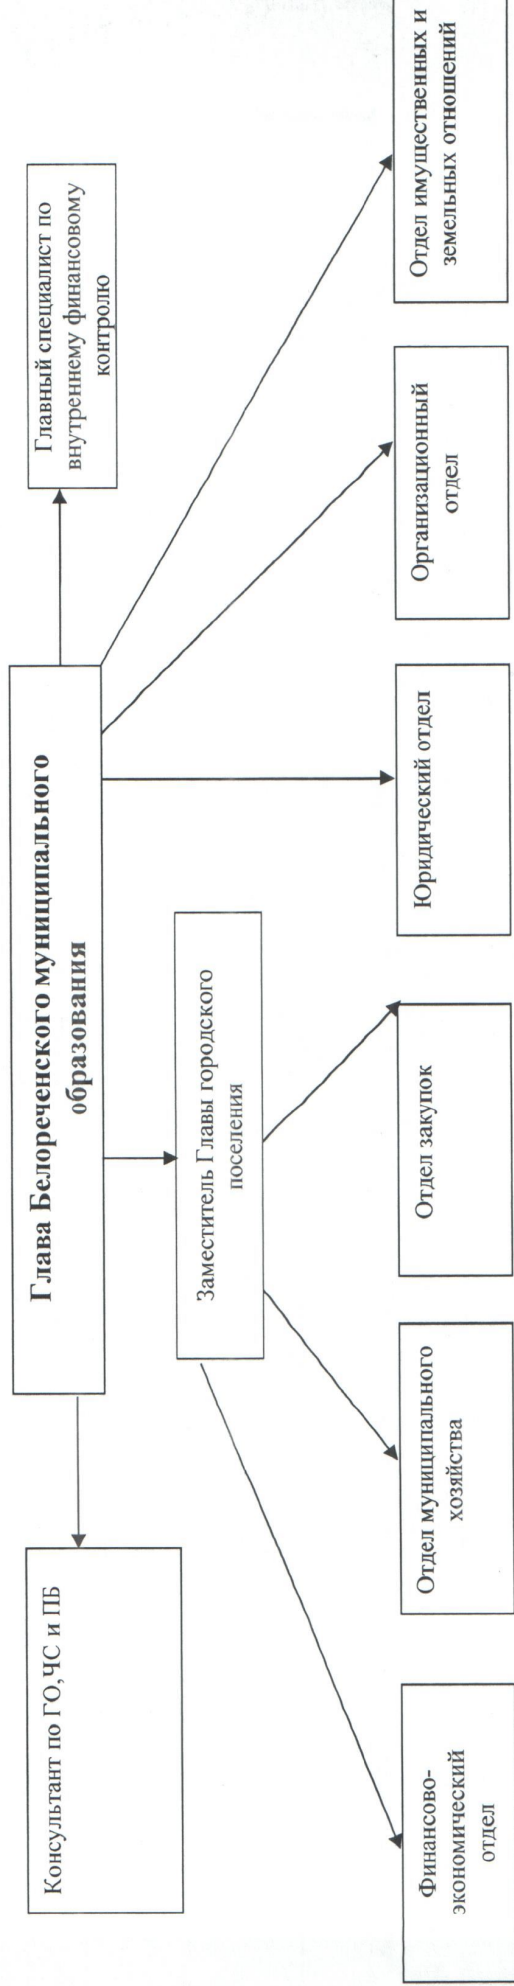 Глава Белореченского муниципального
образования
Консультант по ГО,ЧС и ПБ
Главный специалист по
внутреннему финансовому
контролю
Заместитель Главы городского
поселения
Финансово-
экономический
отдел
Отдел муниципального
хозяйства
Отдел закупок
Юридический отдел
Организационный
отдел
Отдел имущественных и
земельных отношений